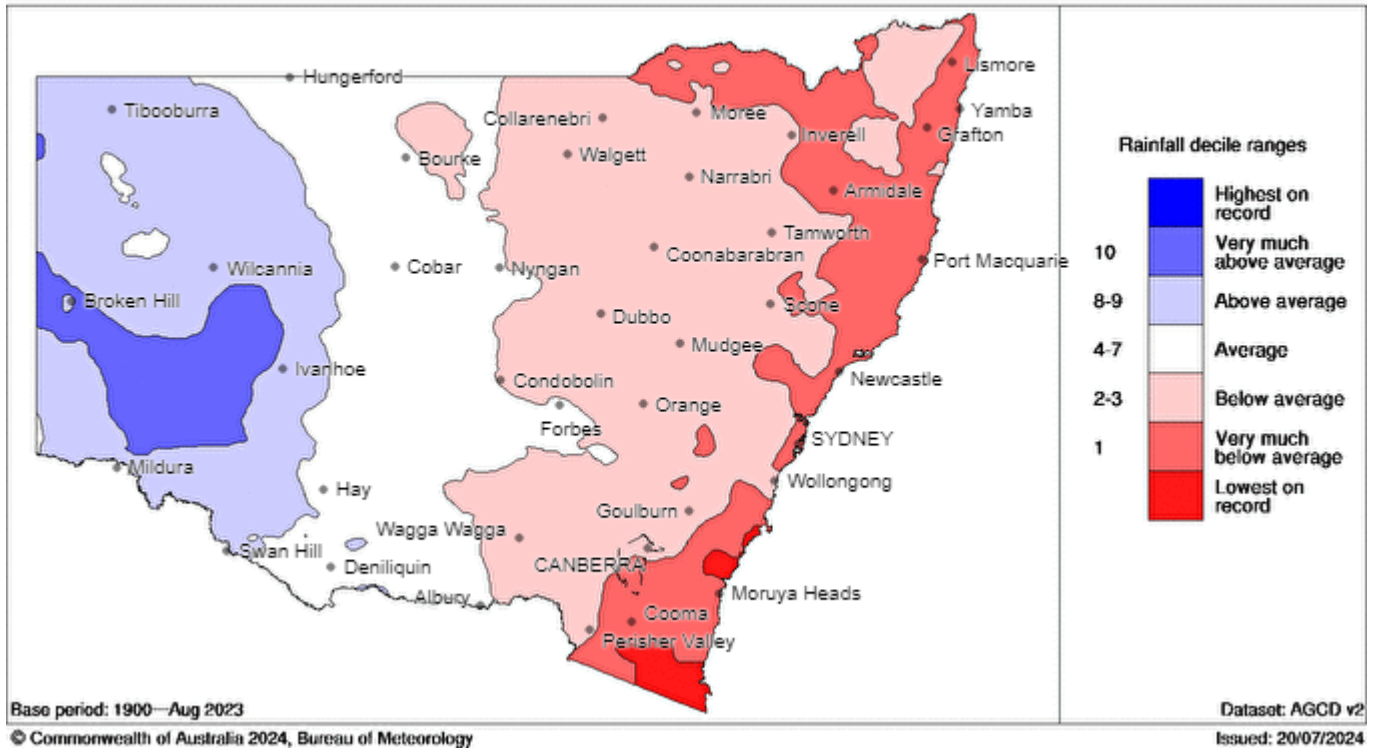 Hungerford
Lismore
Tibooburra
Collarenebri
Moree
Yamba
Inverell
Grafton
Bourke
Walgett
Narrabri
Armidale
Tamworth
Coonabarabran
Wilcannia
Cobar
Nyngan
Port Macquarie
Broken Hill
Scone
Dubbo
Mudgee
Ivanhoe
Condobolin
Newcastle
Orange
Forbes
SYDNEY
Mildura
Wollongong
Hay
Goulburn
Wagga Wagga
Swan Hill
CANBERRA
Deniliquin
Albury
Moruya Heads
Cooma
Perisher Valley
Rainfall decile ranges
Highest on
record
10 Very much
above average
8-9 Above average
4-7 Average
2-3 Below average
1 Very much
below average
Lowest on
record
Base period: 1900—Aug 2023
Dataset: AGCD v2
© Commonwealth of Australia 2024, Bureau of Meteorology
Issued: 20/07/2024